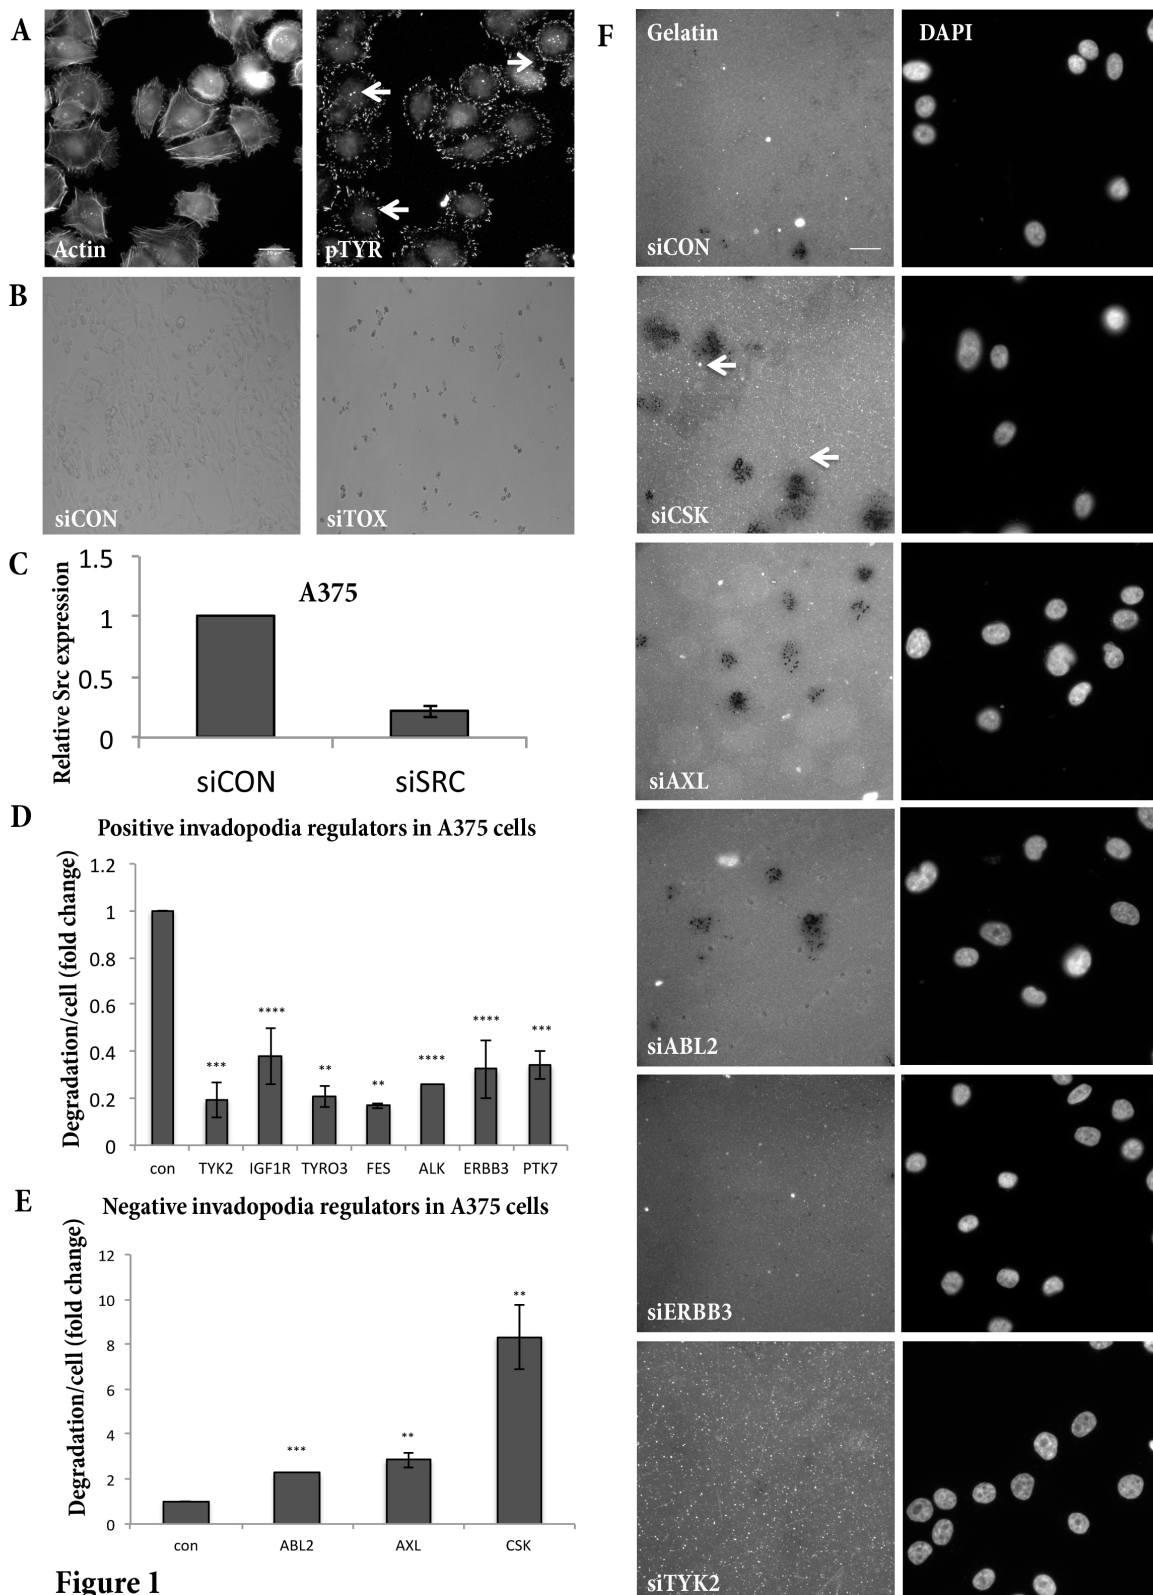 A
Actin
pTYR
B
siCON
siTOX
C
Relative Src expression
1.5
1
0.5
0
A375
siCON
siSRC
D
Positive invadopodia regulators in A375 cells
Degradation/cell (fold change)
1.2
1
0.8
0.6
0.4
0.2
0
***
****
**
**
****
****
***
con
TYK2
IGF1R
TYRO3
FES
ALK
ERBB3
PTK7
E
Negative invadopodia regulators in A375 cells
Degradation/cell (fold change)
12
10
8
6
4
2
0
***
**
**
con
ABL2
AXL
CSK
Figure 1
F
Gelatin
DAPI
siCON
siCSK
siAXL
siABL2
siERBB3
siTYK2